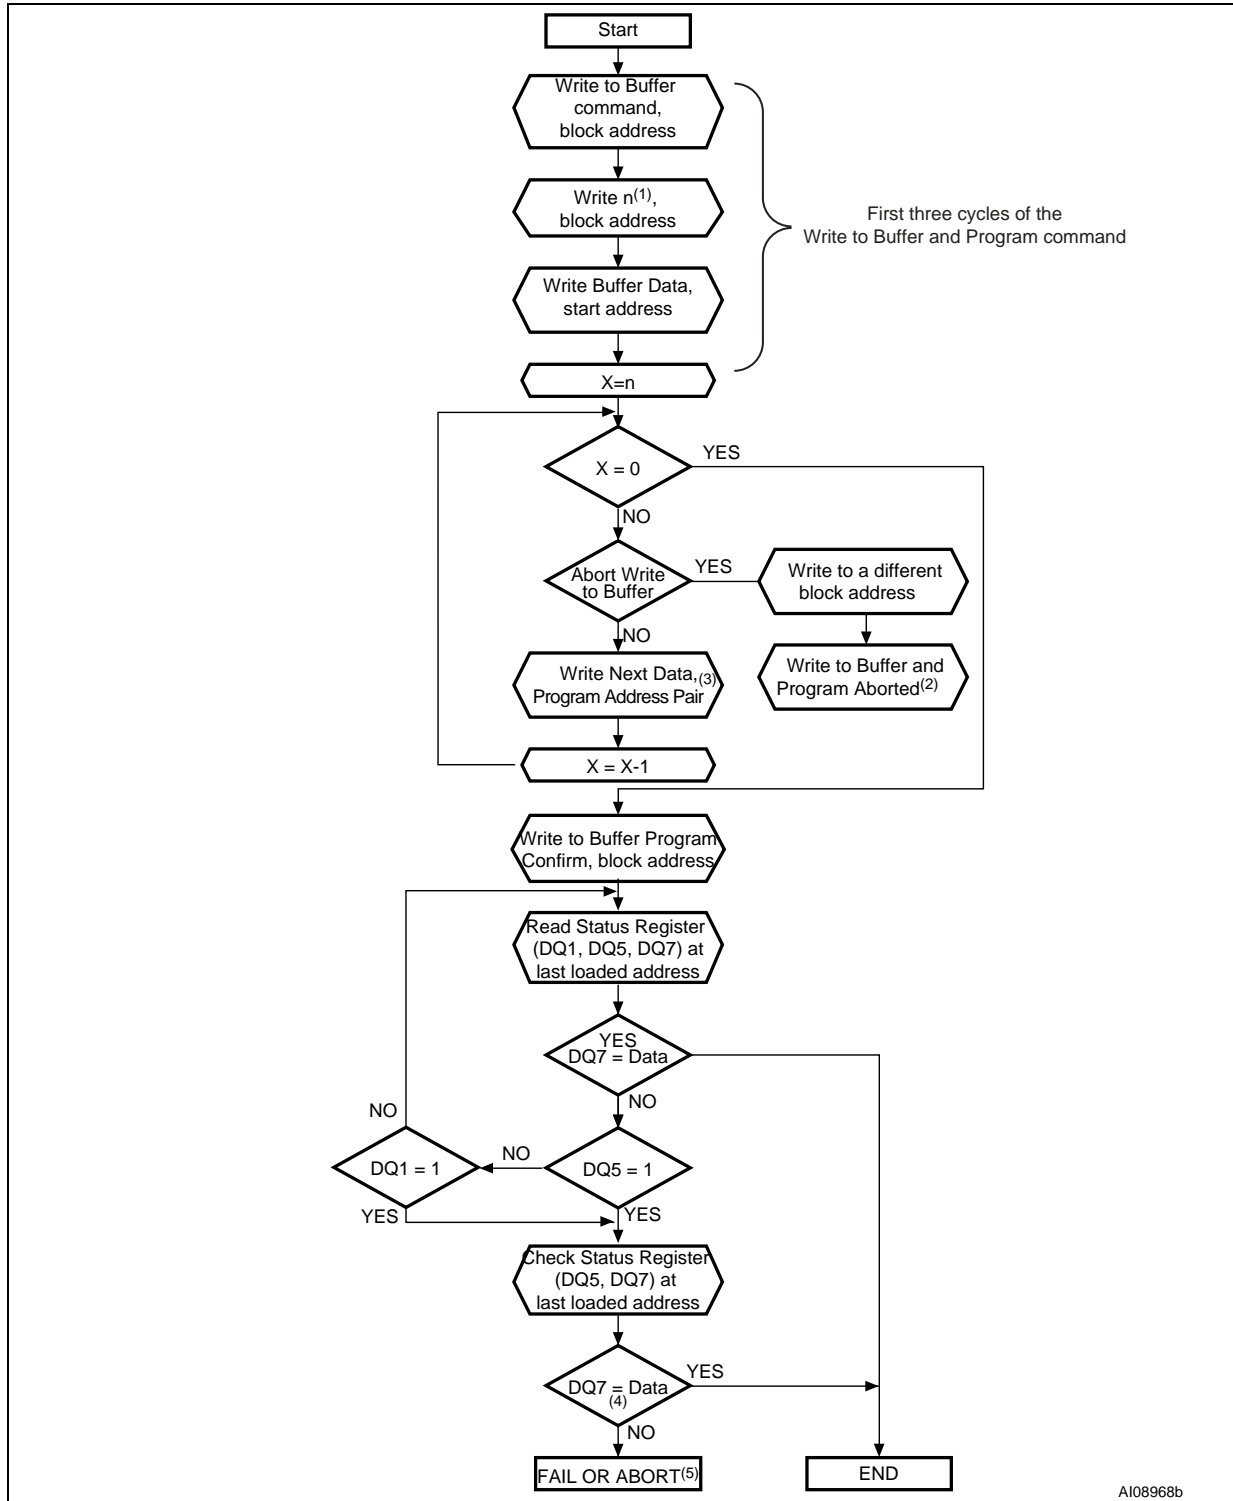 Start
Write to Buffer
command,
block address
Write n(1),
block address
First three cycles of the
Write to Buffer and Program command
Write Buffer Data,
start address
X=n
X = 0
YES
NO
Abort Write
to Buffer
YES
Write to a different
block address
NO
Write Next Data,(3)
Program Address Pair
Write to Buffer and
Program Aborted(2)
X = X-1
Write to Buffer Program
Confirm, block address
Read Status Register
(DQ1, DQ5, DQ7) at
last loaded address
YES
DQ7 = Data
NO
NO
DQ1 = 1
NO
DQ5 = 1
YES
YES
Check Status Register
(DQ5, DQ7) at
last loaded address
DQ7 = Data
(4)
YES
NO
FAIL OR ABORT(5)
END
AI08968b